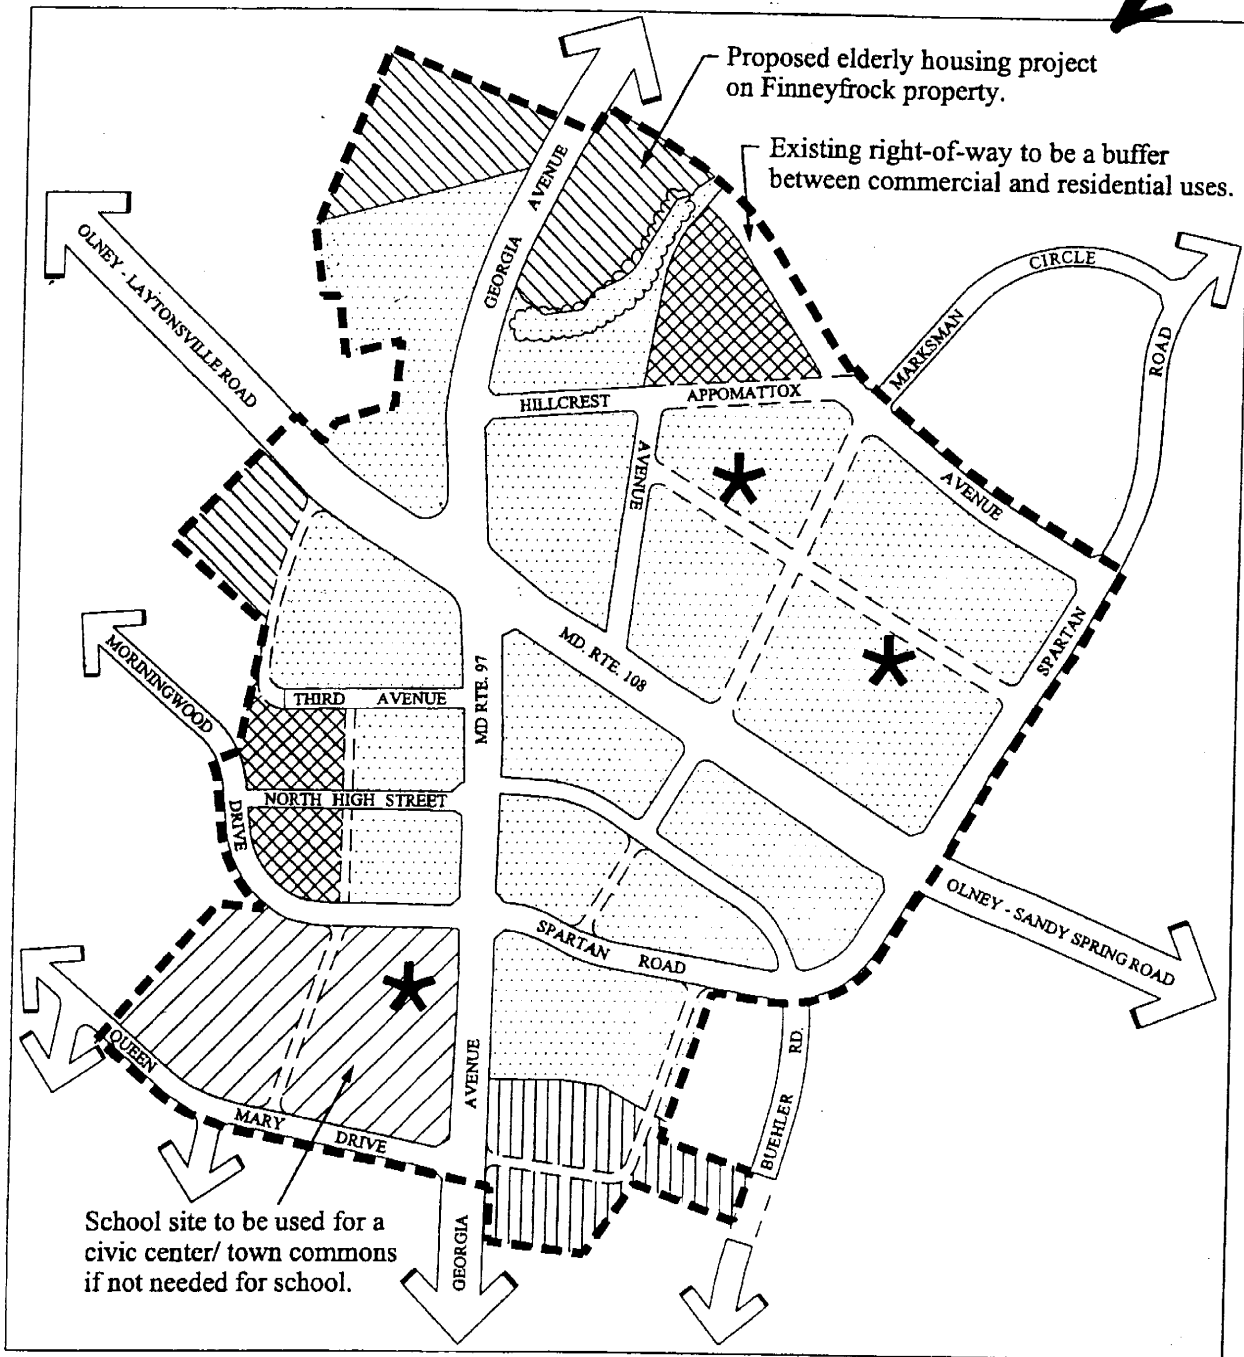 Proposed elderly housing project
on Finneyfrock property.
Existing right-of-way to be a buffer
between commercial and residential uses.
OLNEY - LAYTONSVILLE ROAD
GEORGIA AVENUE
CIRCLE
MARKSMAN
ROAD
HILLCREST
APPOMATTOX
AVENUE
AVENUE
SPARTAN
MORININGWOOD
DRIVE
THIRD AVENUE
MD RTE. 97
MD. RTE. 108
NORTH HIGH STREET
OLNEY - SANDY SPRING ROAD
SPARTAN ROAD
QUEEN
MARY
DRIVE
AVENUE
GEORGIA
BUEHLER RD.
School site to be used for a
civic center/ town commons
if not needed for school.